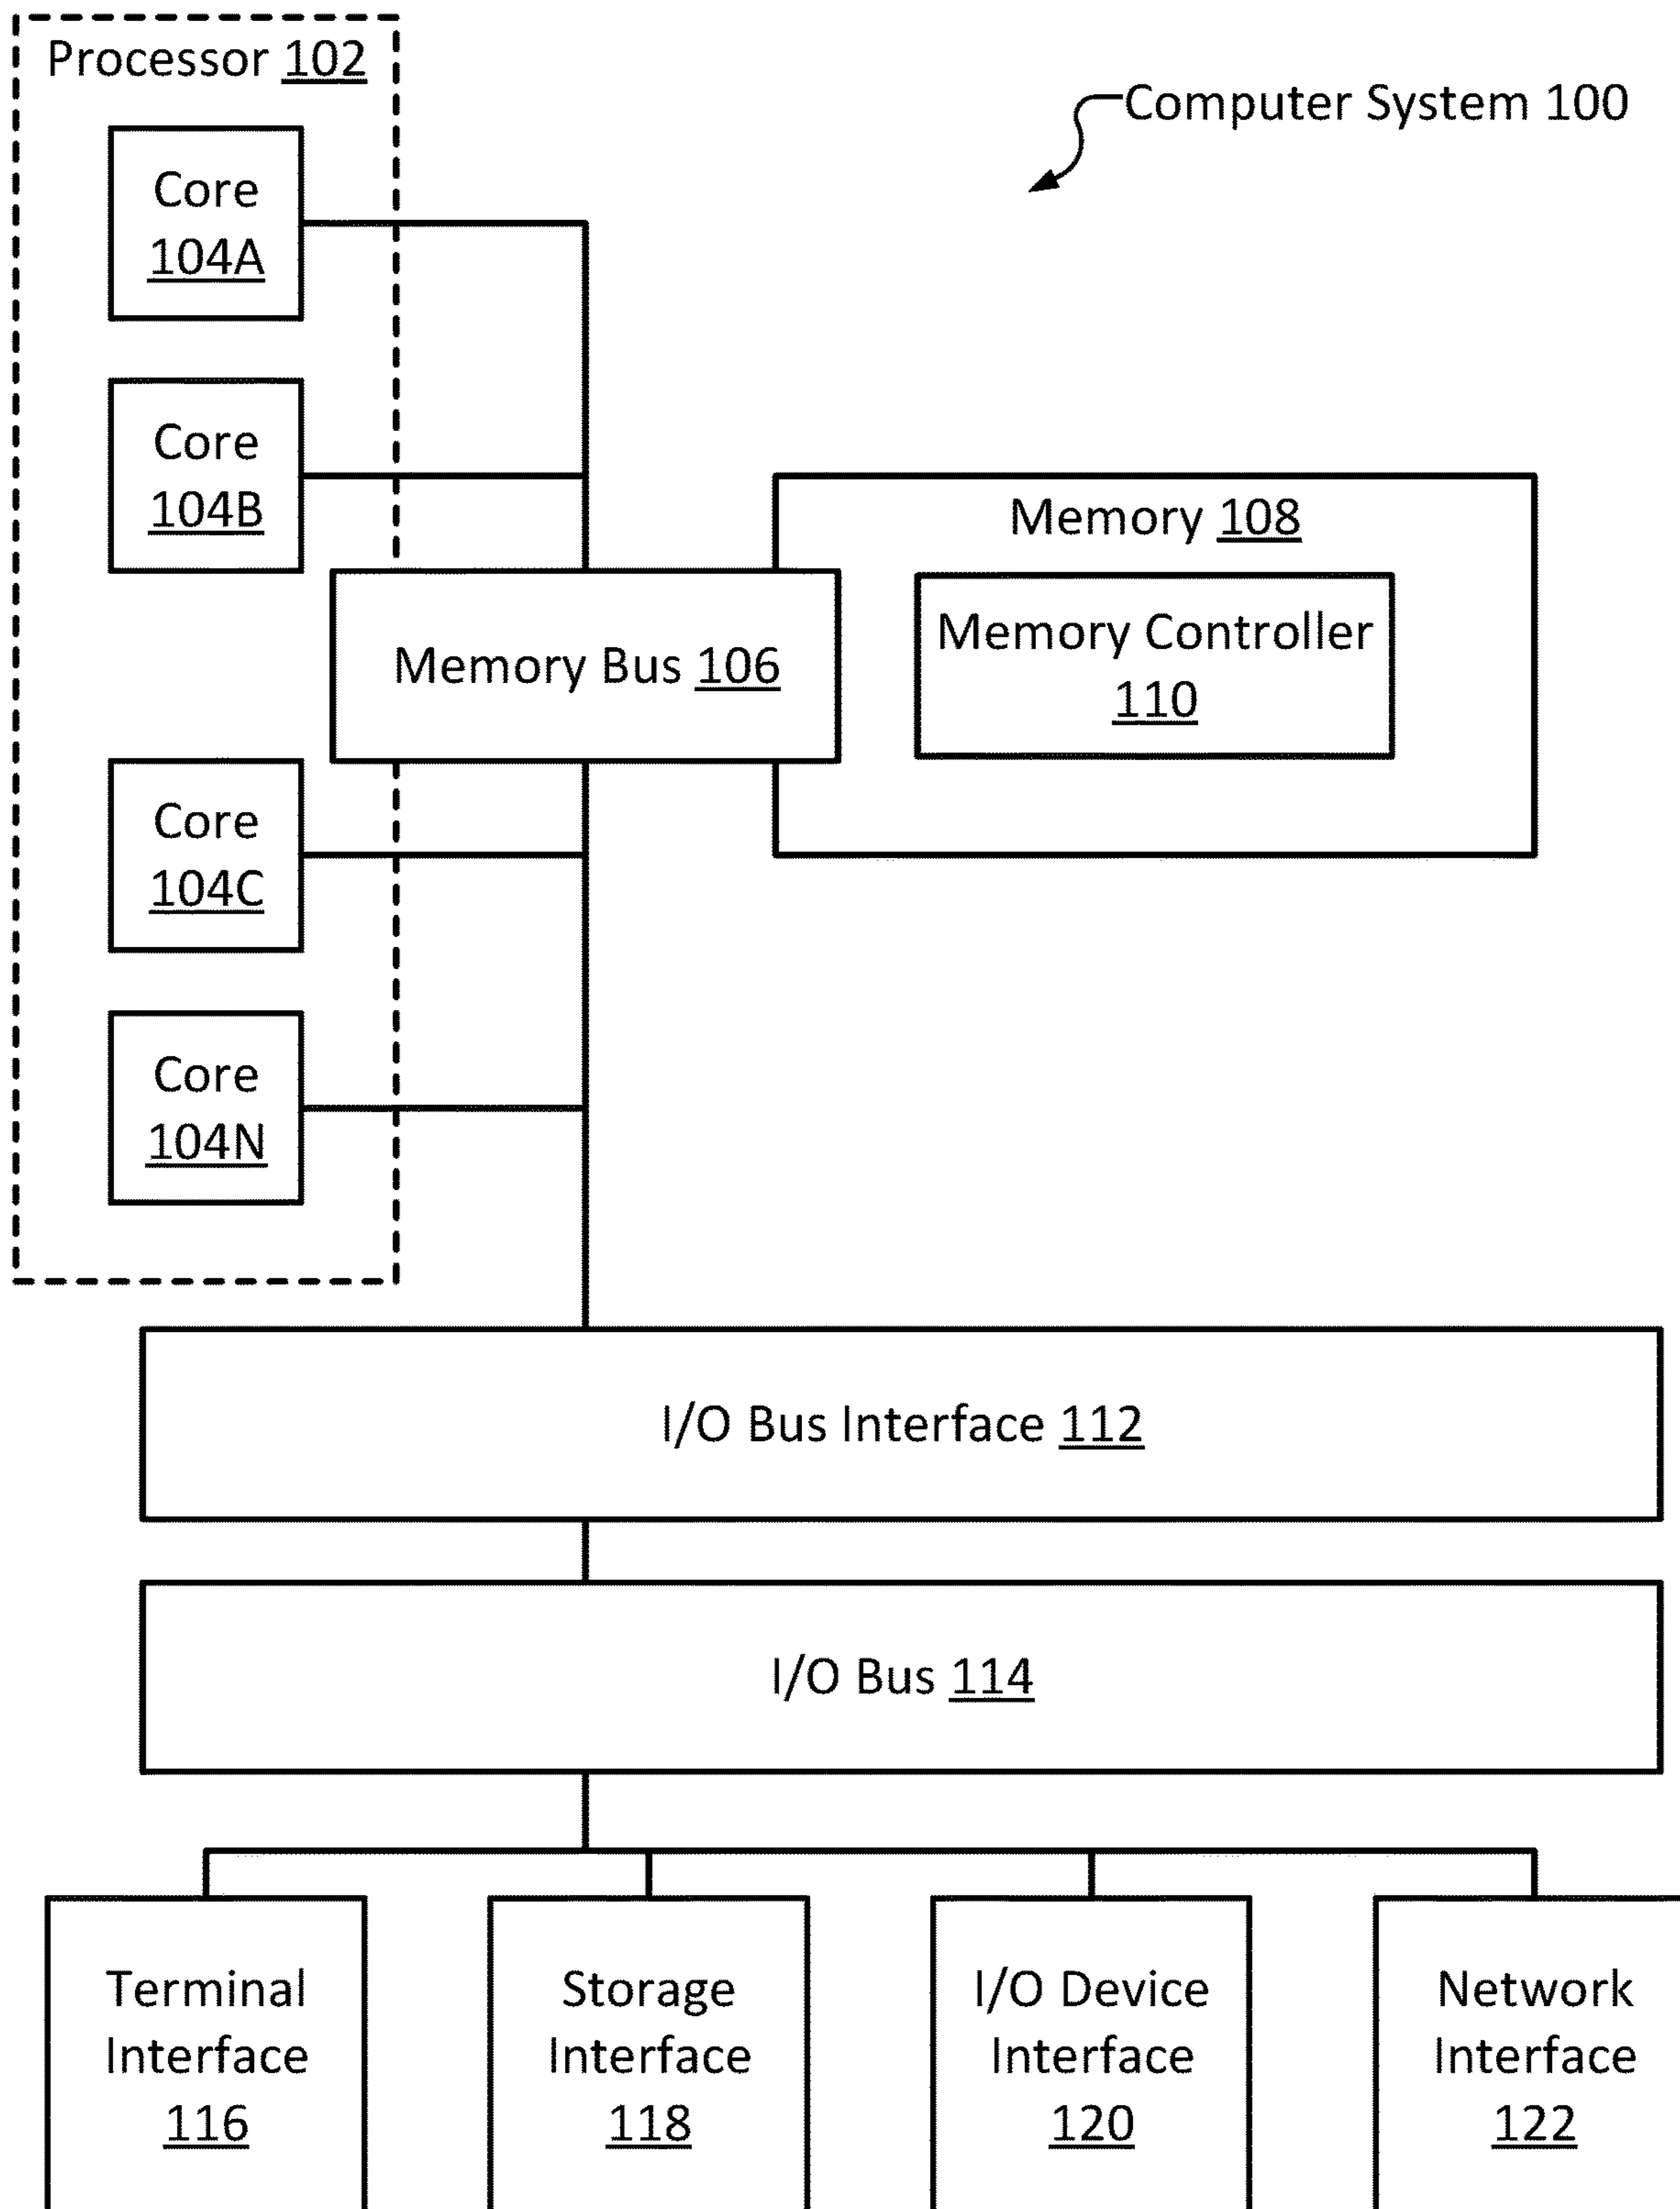 Processor 102
Computer System 100
Core
104A
Core
104B
Memory 108
Memory Controller
110
Memory Bus 106
Core
104C
Core
104N
I/O Bus Interface 112
I/O Bus 114
Terminal
Interface
116
Storage
Interface
118
I/O Device
Interface
120
Network
Interface
122